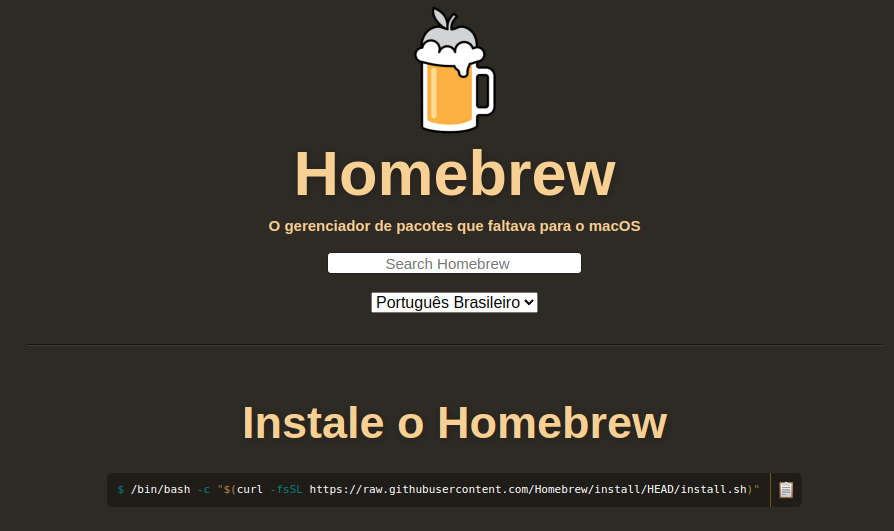 Homebrew
O gerenciador de pacotes que faltava para o macOS
Search Homebrew
Português Brasileiro
Instale o Homebrew
$ /bin/bash -c "$(curl -fsSL https://raw.githubusercontent.com/Homebrew/install/HEAD/install.sh)"